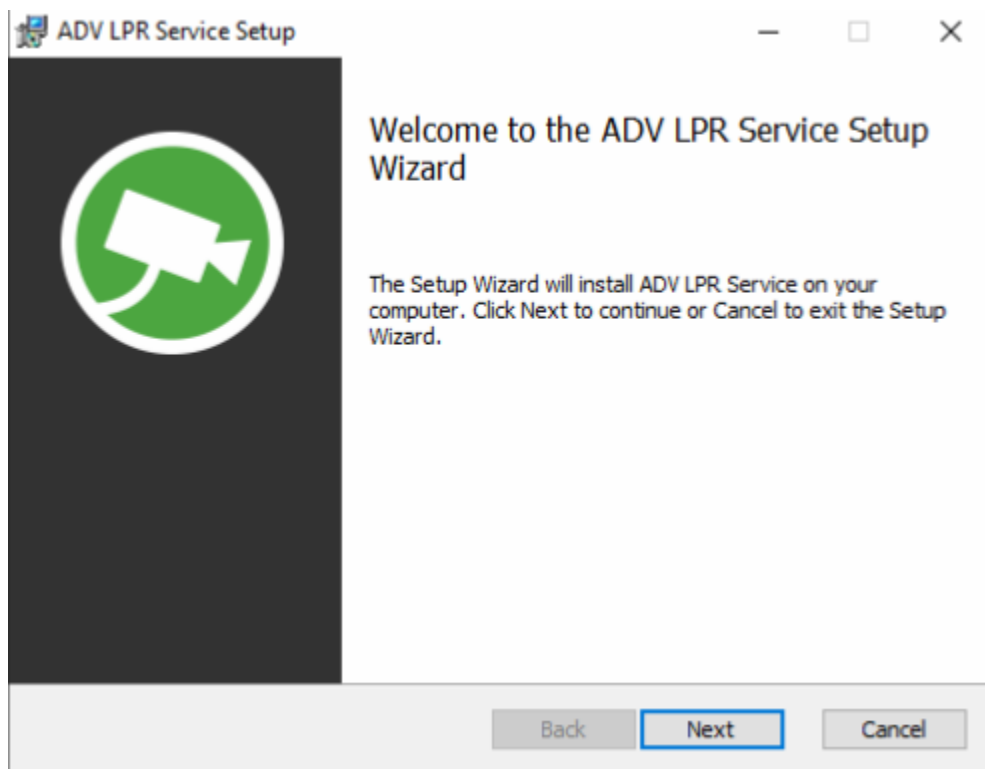 ADV LPR Service Setup
Welcome to the ADV LPR Service Setup
Wizard
The Setup Wizard will install ADV LPR Service on your
computer. Click Next to continue or Cancel to exit the Setup
Wizard.
Back Next Cancel